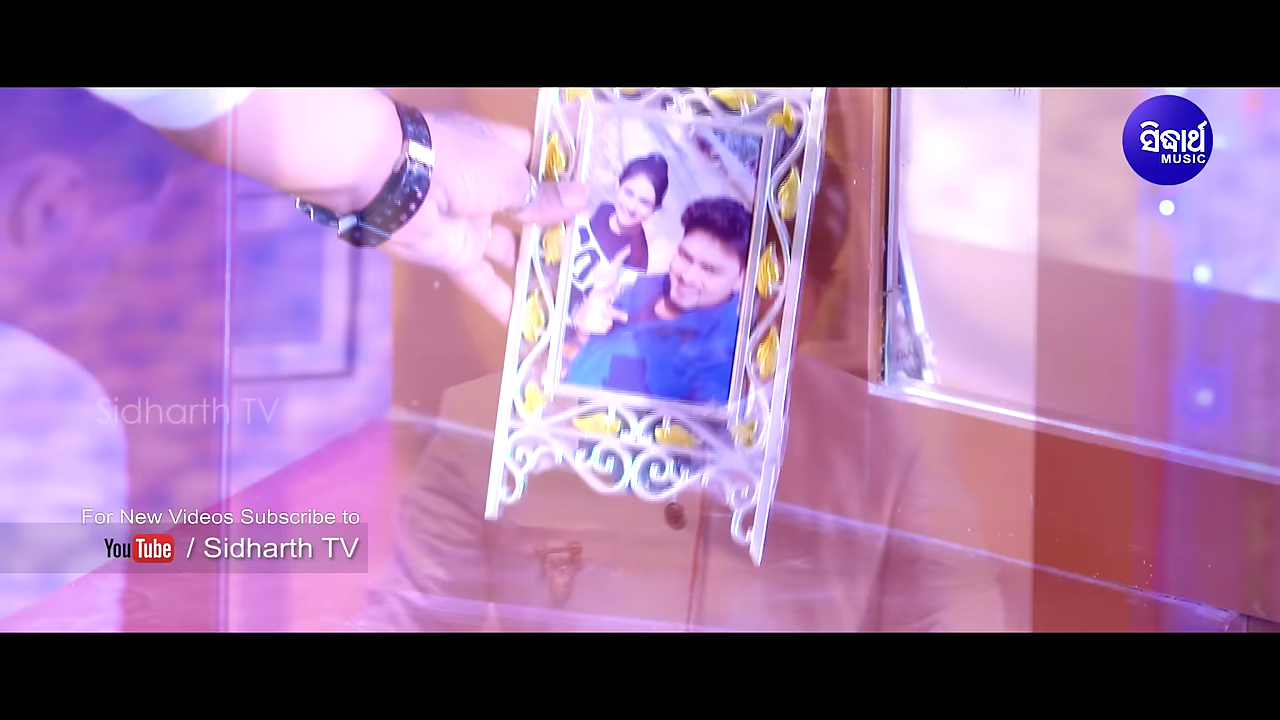 ସିଦ୍ଧାର୍ଥ
MUSIC
Sidharth TV
For New Videos Subscribe to
YouTube / Sidharth TV